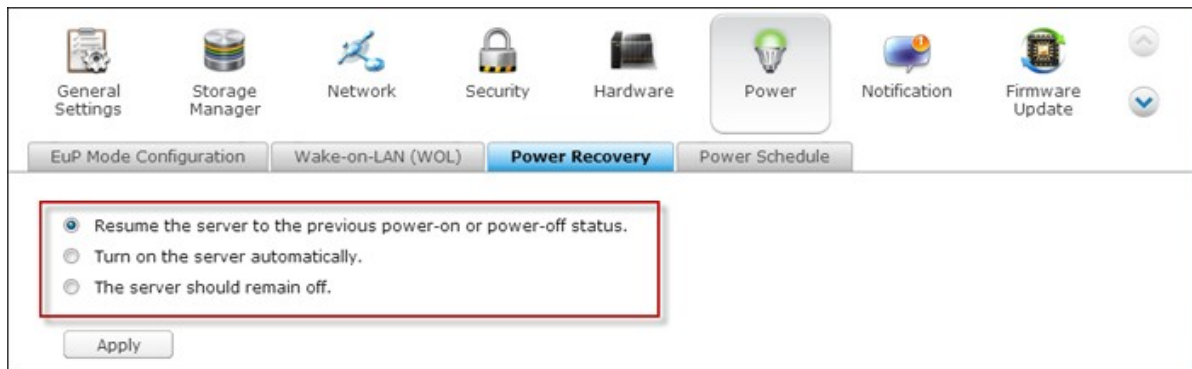 General Settings
Storage Manager
Network
Security
Hardware
Power
1
Notification
Firmware Update
EuP Mode Configuration
Wake-on-LAN (WOL)
Power Recovery
Power Schedule
Resume the server to the previous power-on or power-off status.
Turn on the server automatically.
The server should remain off.
Apply